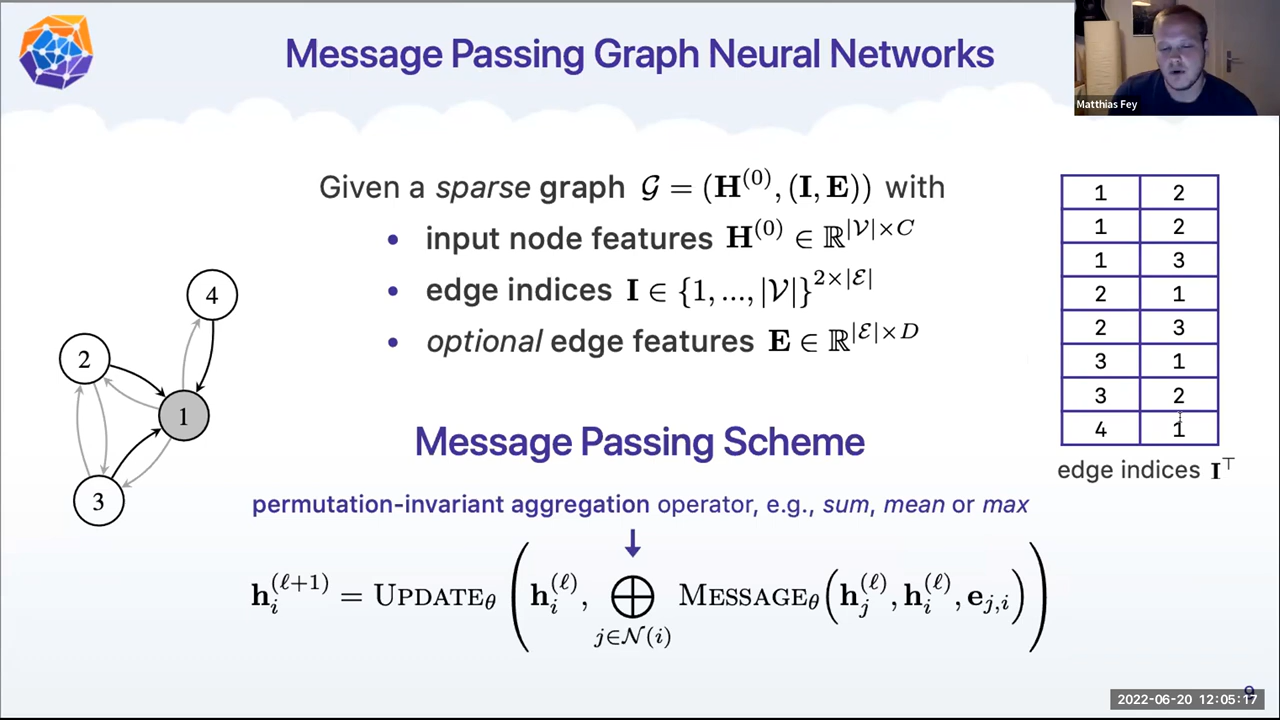 Message Passing Graph Neural Networks
Matthias Fey
Given a sparse graph 𝒢 = (𝐇⁽⁰⁾, (𝐈, 𝐄)) with
• input node features 𝐇⁽⁰⁾ ∈ ℝ^{|𝒱|×C}
• edge indices 𝐈 ∈ {1, ..., |𝒱|}^{2×|ℰ|}
• optional edge features 𝐄 ∈ ℝ^{|ℰ|×D}
4
2
1
3
1 2
1 2
1 3
2 1
2 3
3 1
3 2
4 1
edge indices 𝐈^⊤
Message Passing Scheme
permutation-invariant aggregation operator, e.g., sum, mean or max
𝐡_i^{(ℓ+1)} = UPDATE_θ (𝐡_i^{(ℓ)}, ⊕_{j∈𝒩(i)} MESSAGE_θ(𝐡_j^{(ℓ)}, 𝐡_i^{(ℓ)}, 𝐞_{j,i}))
9
2022-06-20 12:05:17